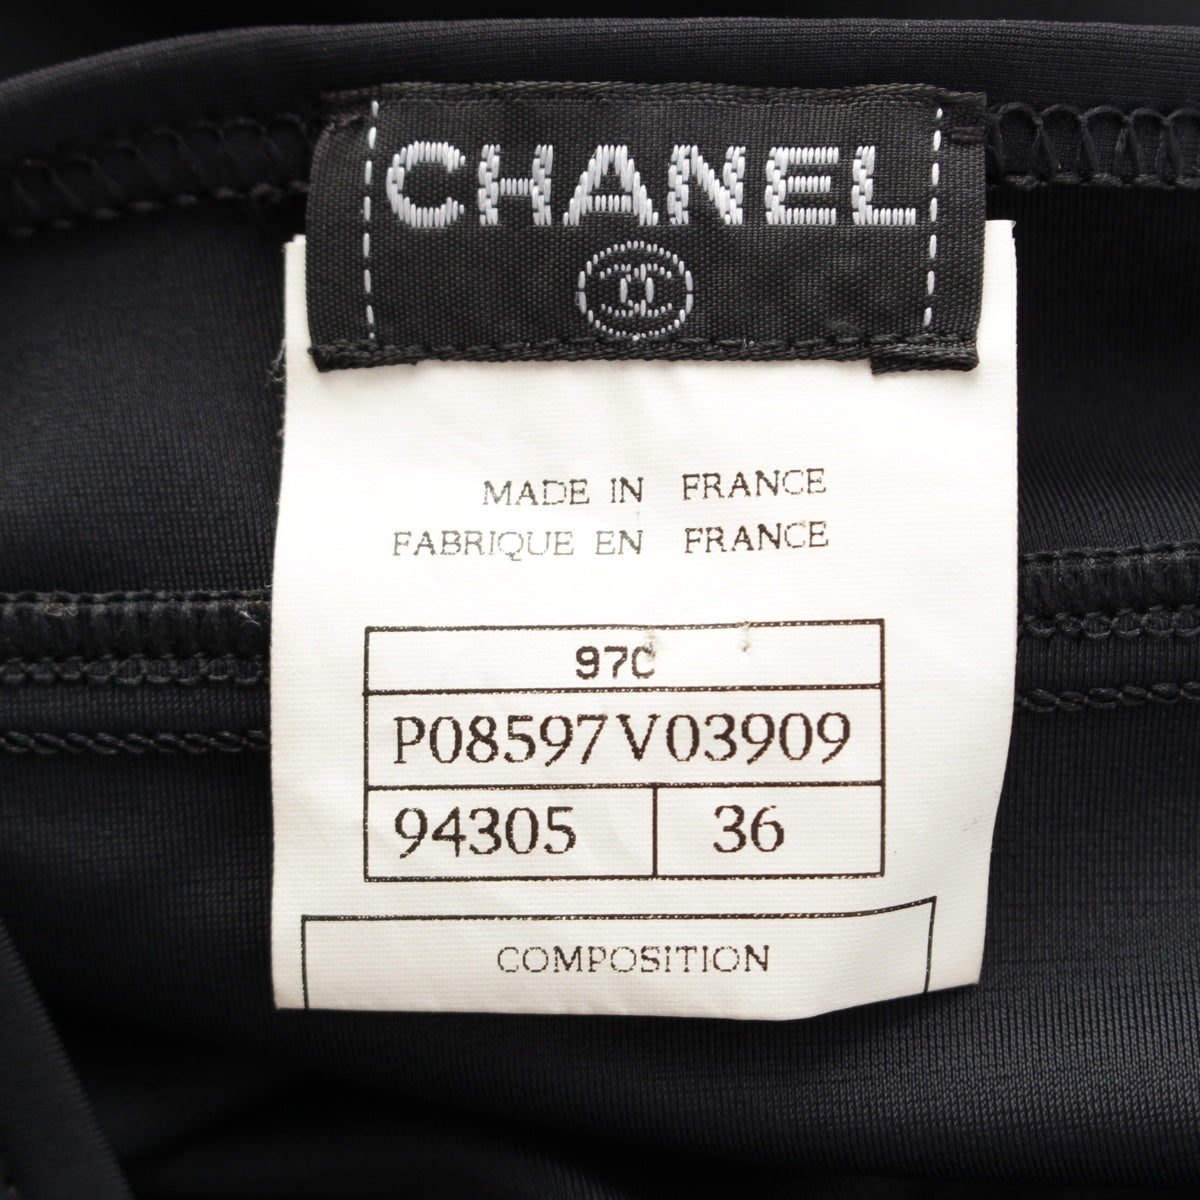 CHANEL
MADE IN FRANCE
FABRIQUE EN FRANCE
97C
P08597V03909
94305 36
COMPOSITION